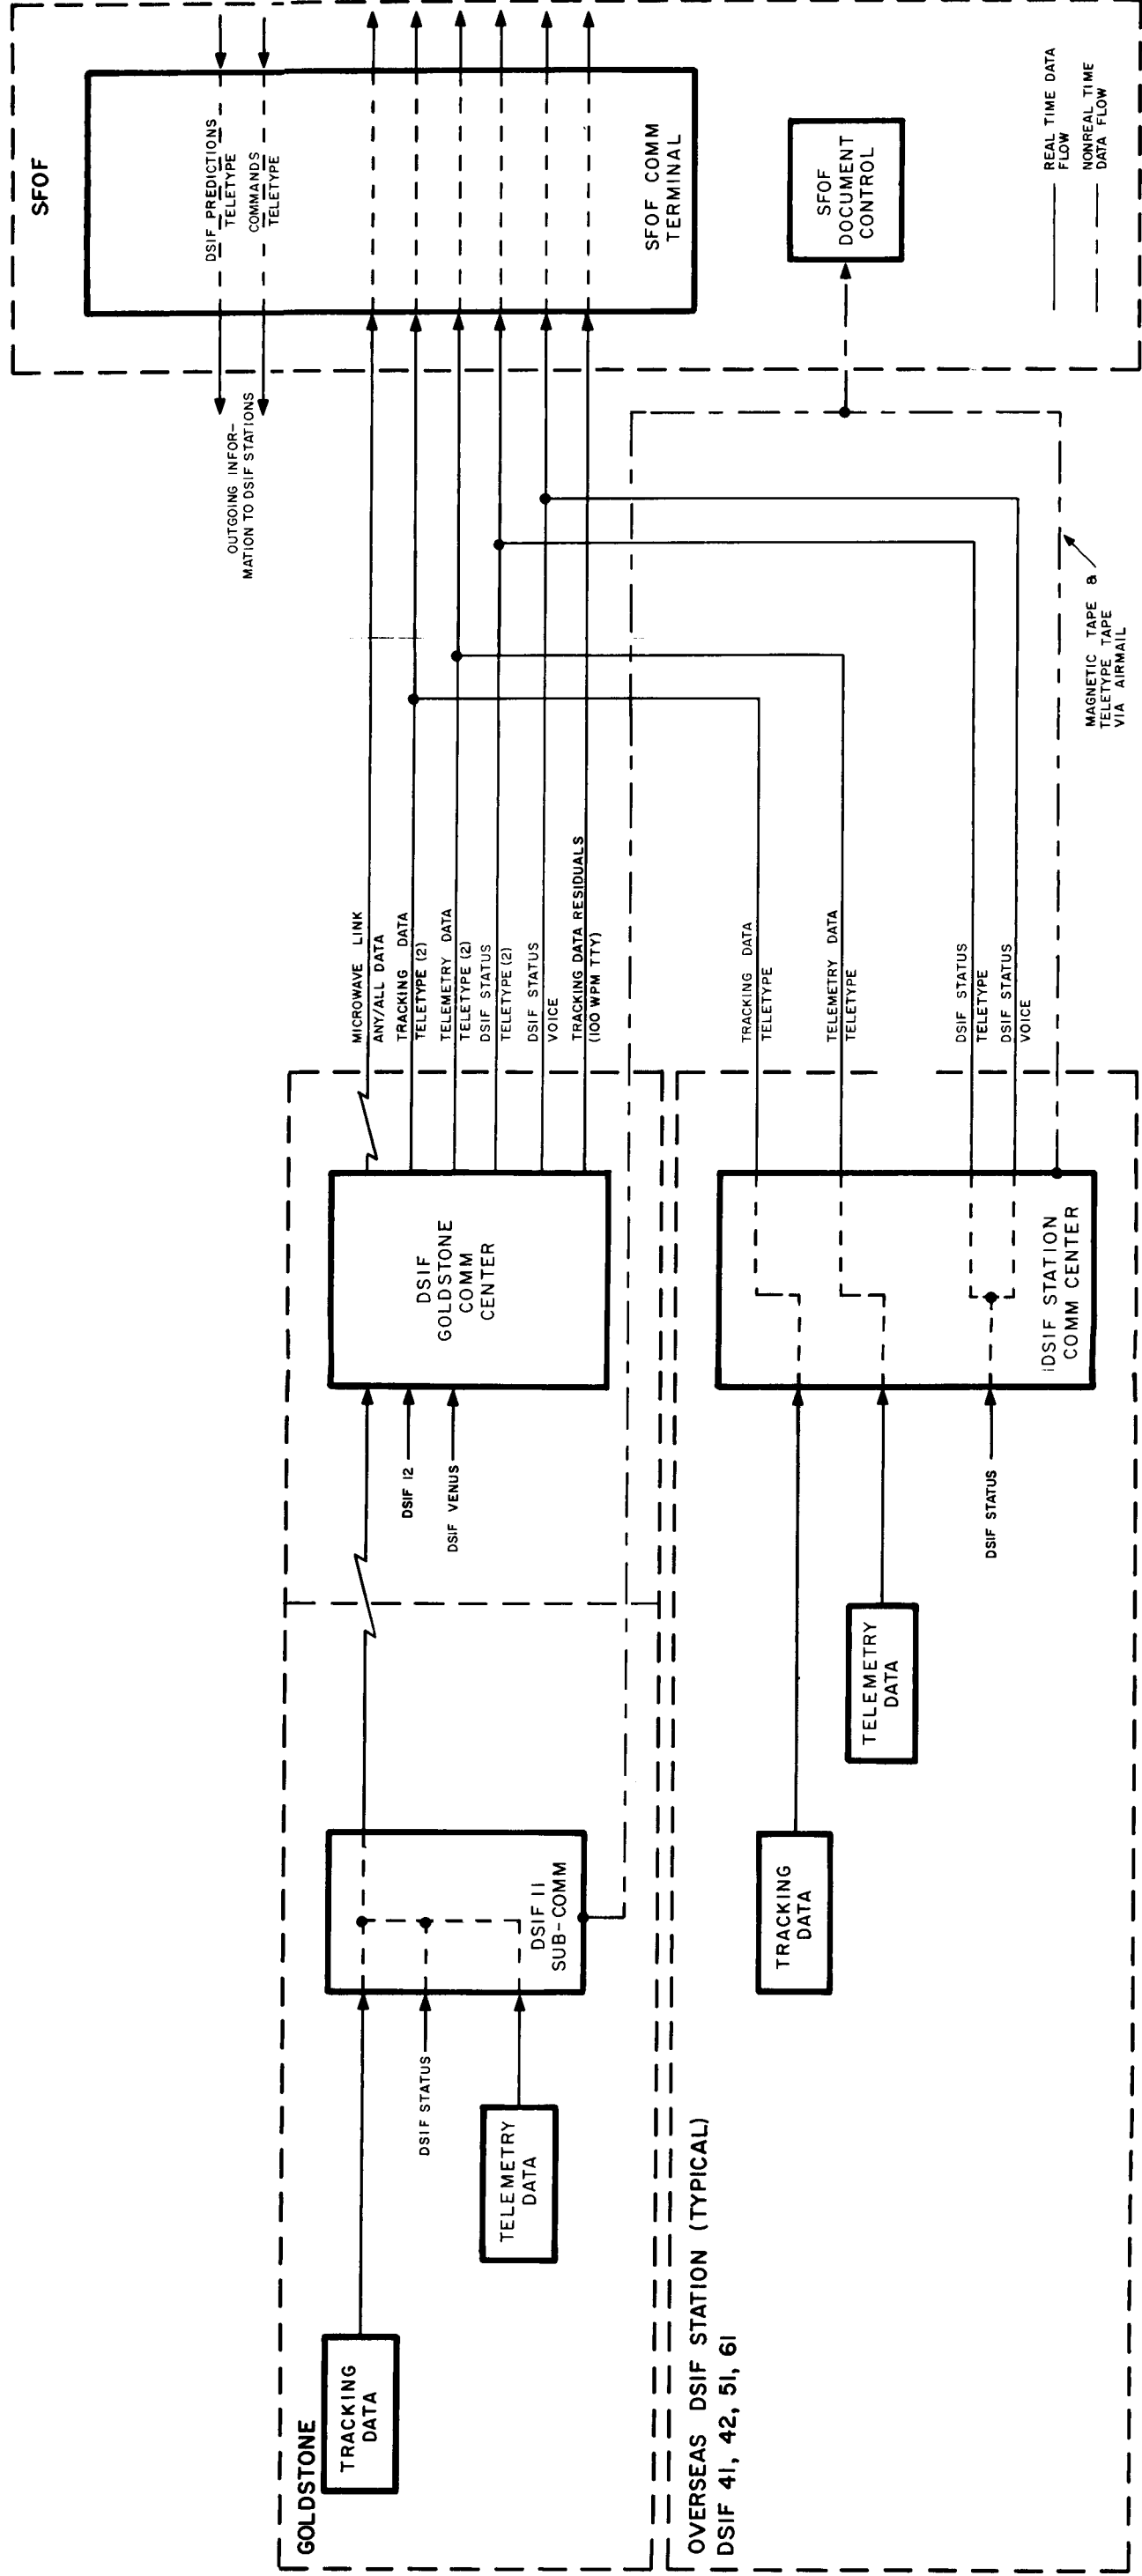 GOLDSTONE
TRACKING
DATA
TELEMETRY
DATA
DSIF STATUS
DSIF 11
SUB-COMM
DSIF 12
DSIF VENUS
DSIF
GOLDSTONE
COMM
CENTER
MICROWAVE LINK
ANY/ALL DATA
TRACKING DATA
TELETYPE (2)
TELEMETRY DATA
TELETYPE (2)
DSIF STATUS
TELETYPE (2)
DSIF STATUS
VOICE
TRACKING DATA RESIDUALS
(100 WPM TTY)
OUTGOING INFOR-
MATION TO DSIF STATIONS
SFOF
DSIF PREDICTIONS
TELETYPE
COMMANDS
TELETYPE
SFOF COMM
TERMINAL
SFOF
DOCUMENT
CONTROL
REAL TIME DATA
FLOW
NONREAL TIME
DATA FLOW
OVERSEAS DSIF STATION (TYPICAL)
DSIF 41, 42, 51, 61
TRACKING
DATA
TELEMETRY
DATA
DSIF STATUS
DSIF STATION
COMM CENTER
TRACKING DATA
TELETYPE
TELEMETRY DATA
TELETYPE
DSIF STATUS
TELETYPE
DSIF STATUS
VOICE
MAGNETIC TAPE &
TELETYPE TAPE
VIA AIRMAIL